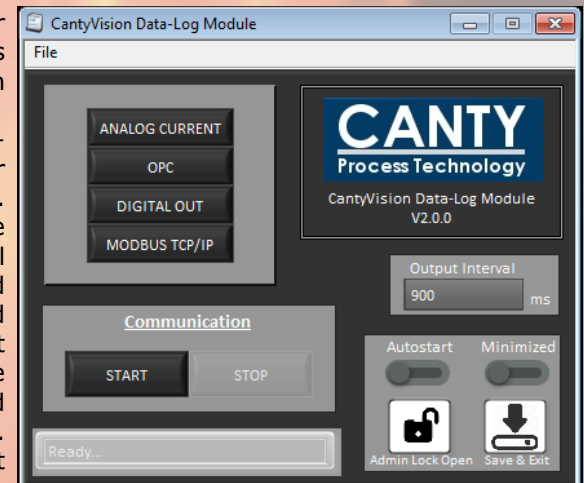 CantyVision Data-Log Module
File
ANALOG CURRENT
OPC
DIGITAL OUT
MODBUS TCP/IP
CANTY
Process Technology
CantyVision Data-Log Module
V2.0.0
Output Interval
900 ms
Communication
START STOP
Autostart Minimized
Ready...
Admin Lock Open Save & Exit